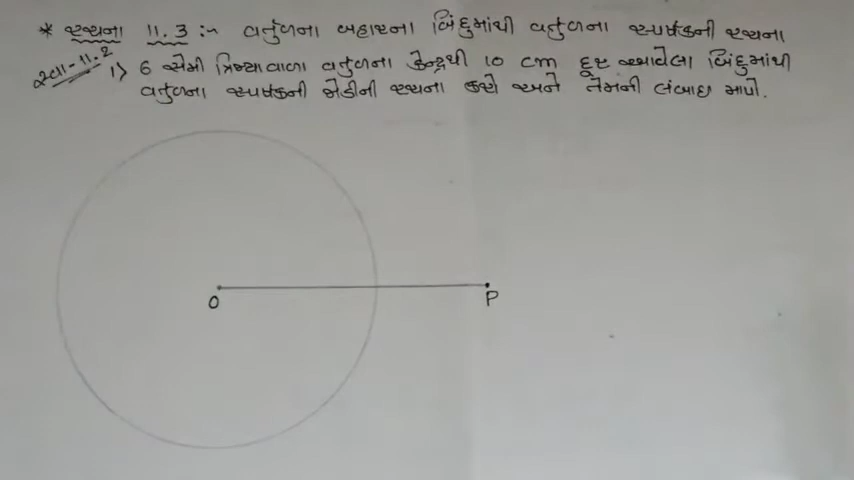 * રચના 11.3 :- વર્તુળના બહારના બિંદુમાંથી વર્તુળના સ્પર્શકની રચના
સ્વા-11.2
1) 6 સેમી ત્રિજ્યાવાળા વર્તુળના કેન્દ્રથી 10 cm દૂર આવેલા બિંદુમાંથી
વર્તુળના સ્પર્શકની જોડીની રચના કરો અને તેમની લંબાઇ માપો.
O
P